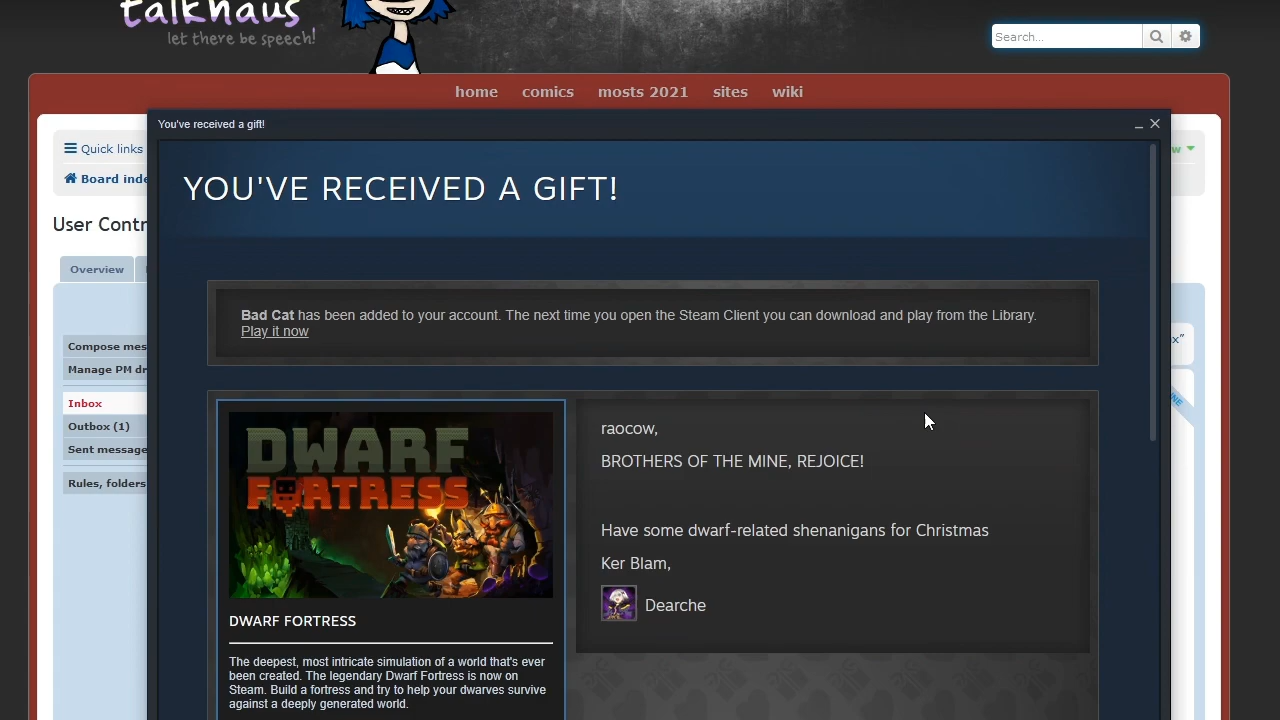 talkhaus
let there be speech!
Search...
home comics mosts 2021 sites wiki
You've received a gift!
Quick links
Board inde
w
User Contr
YOU'VE RECEIVED A GIFT!
Overview
Bad Cat has been added to your account. The next time you open the Steam Client you can download and play from the Library.
Play it now
Compose mes
Manage PM dr
Inbox
Outbox (1)
Sent message
Rules, folders
x"
NE
DWARF
FORTRESS
DWARF FORTRESS
The deepest, most intricate simulation of a world that's ever
been created. The legendary Dwarf Fortress is now on
Steam. Build a fortress and try to help your dwarves survive
against a deeply generated world.
raocow,
BROTHERS OF THE MINE, REJOICE!
Have some dwarf-related shenanigans for Christmas
Ker Blam,
Dearche